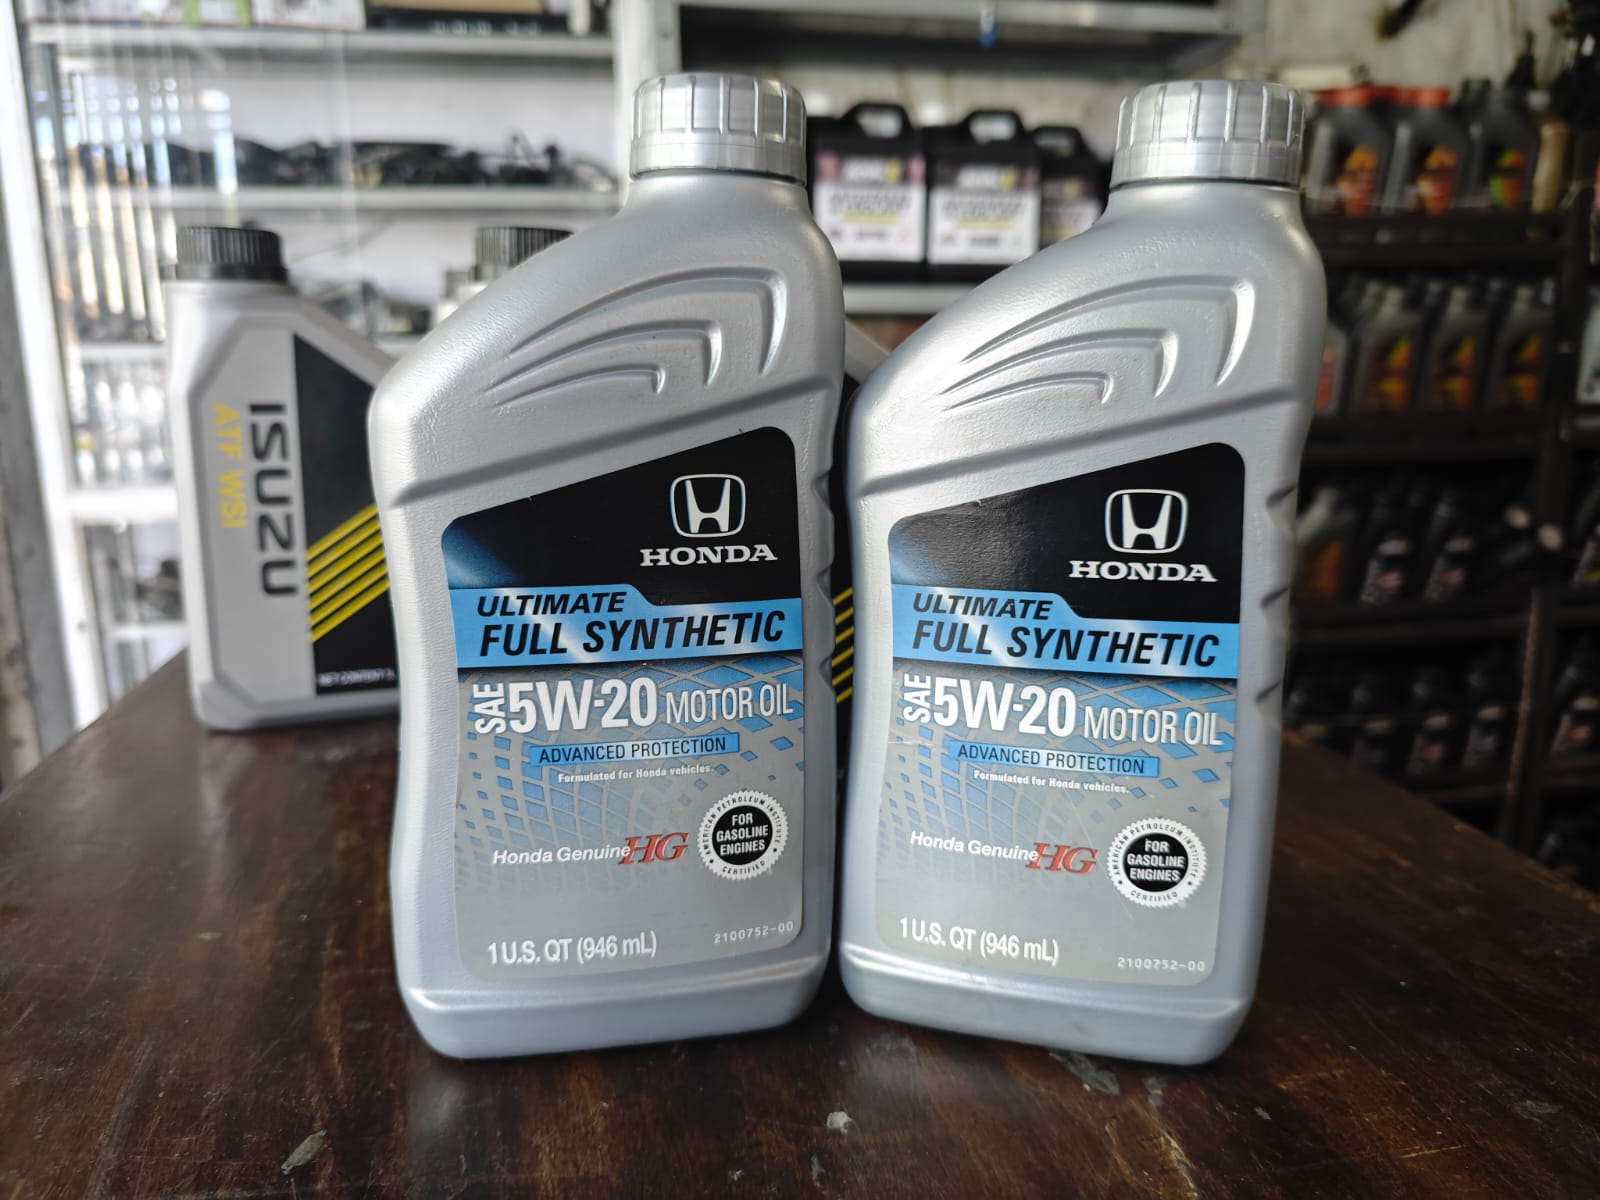 ISUZU
ATF WSI
NET CONTENT
HONDA
ULTIMATE
FULL SYNTHETIC
SAE 5W-20 MOTOR OIL
ADVANCED PROTECTION
Formulated for Honda vehicles.
Honda Genuine HG
AMERICAN PETROLEUM INSTITUTE
FOR
GASOLINE
ENGINES
CERTIFIED
1 U.S. QT (946 mL)
2100752-00
HONDA
ULTIMATE
FULL SYNTHETIC
SAE 5W-20 MOTOR OIL
ADVANCED PROTECTION
Formulated for Honda vehicles.
Honda Genuine HG
AMERICAN PETROLEUM INSTITUTE
FOR
GASOLINE
ENGINES
CERTIFIED
1 U.S. QT (946 mL)
2100752-00